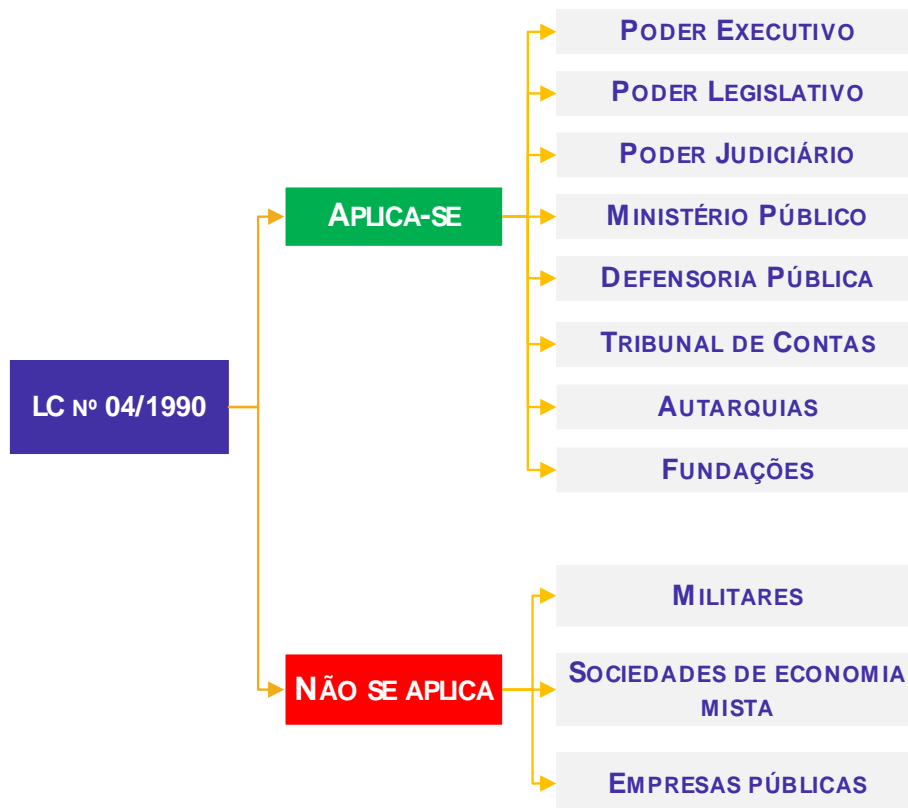 PODER EXECUTIVO
PODER LEGISLATIVO
PODER JUDICIÁRIO
APLICA-SE
MINISTÉRIO PÚBLICO
DEFENSORIA PÚBLICA
TRIBUNAL DE CONTAS
LC Nº 04/1990
AUTARQUIAS
FUNDAÇÕES
MILITARES
NÃO SE APLICA
SOCIEDADES DE ECONOMIA
MISTA
EMPRESAS PÚBLICAS